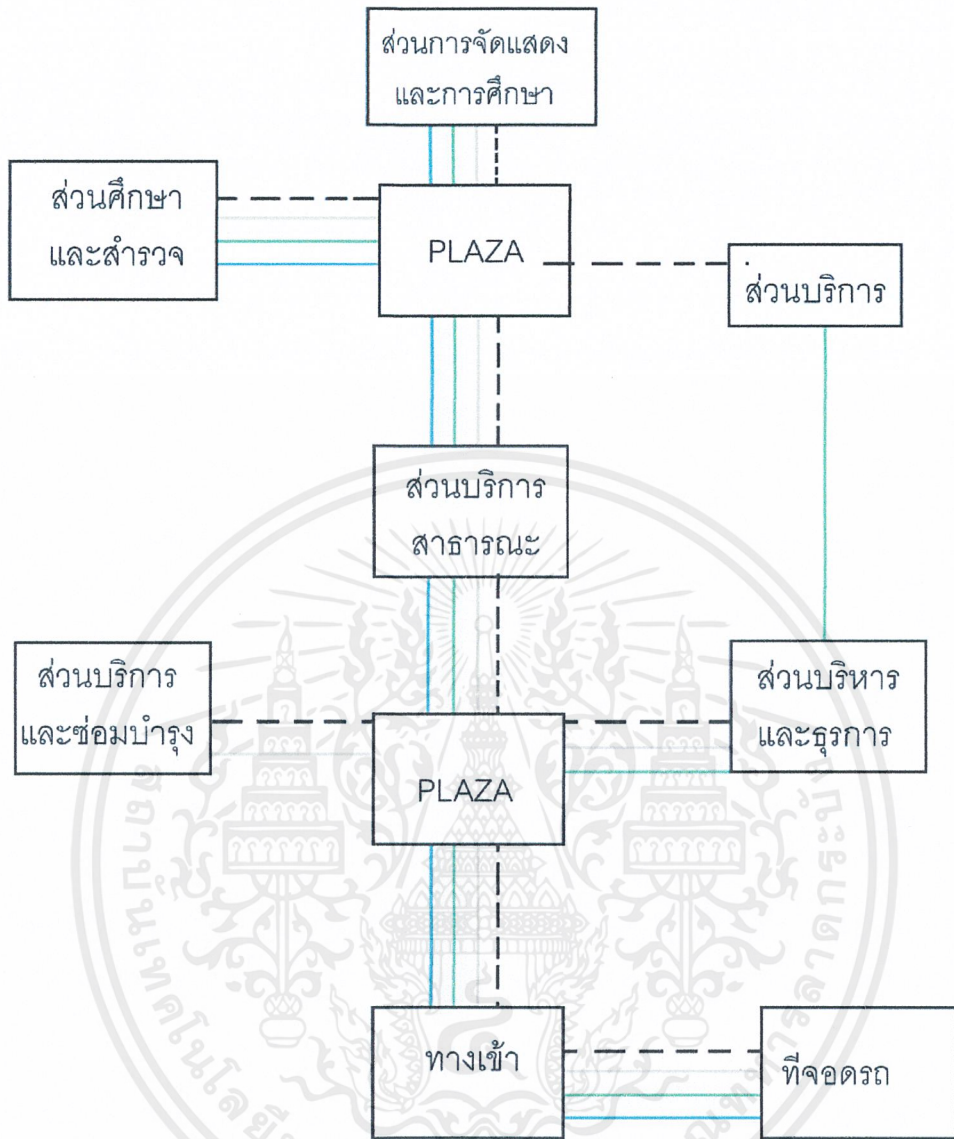 ส่วนการจัดแสดง
และการศึกษา
ส่วนศึกษา
และสำรวจ
PLAZA
ส่วนบริการ
ส่วนบริการ
สาธารณะ
ส่วนบริการ
และซ่อมบำรุง
PLAZA
ส่วนบริหาร
และธุรการ
ทางเข้า
ที่จอดรถ